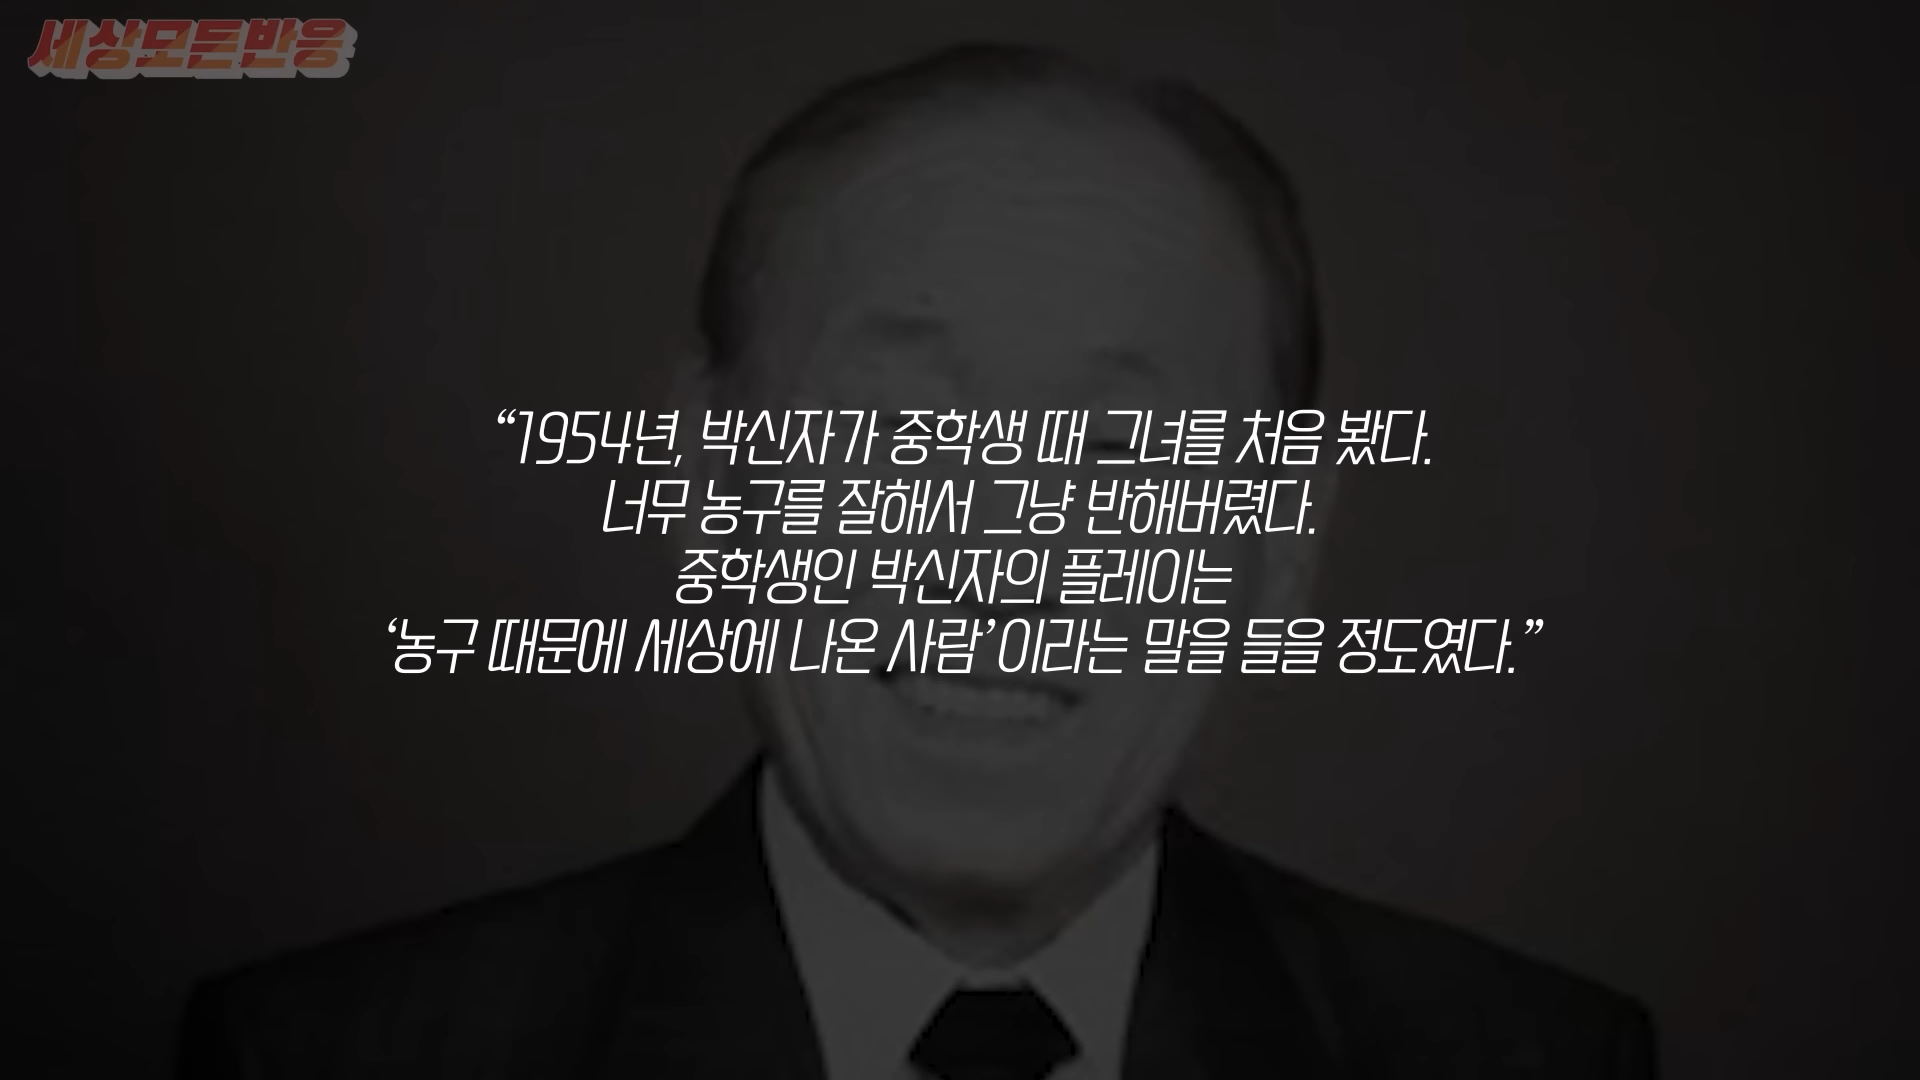 세상모든반응
“1954년, 박신자가 중학생 때 그녀를 처음 봤다.
너무 농구를 잘해서 그냥 반해버렸다.
중학생인 박신자의 플레이는
‘농구 때문에 세상에 나온 사람’이라는 말을 들을 정도였다.”